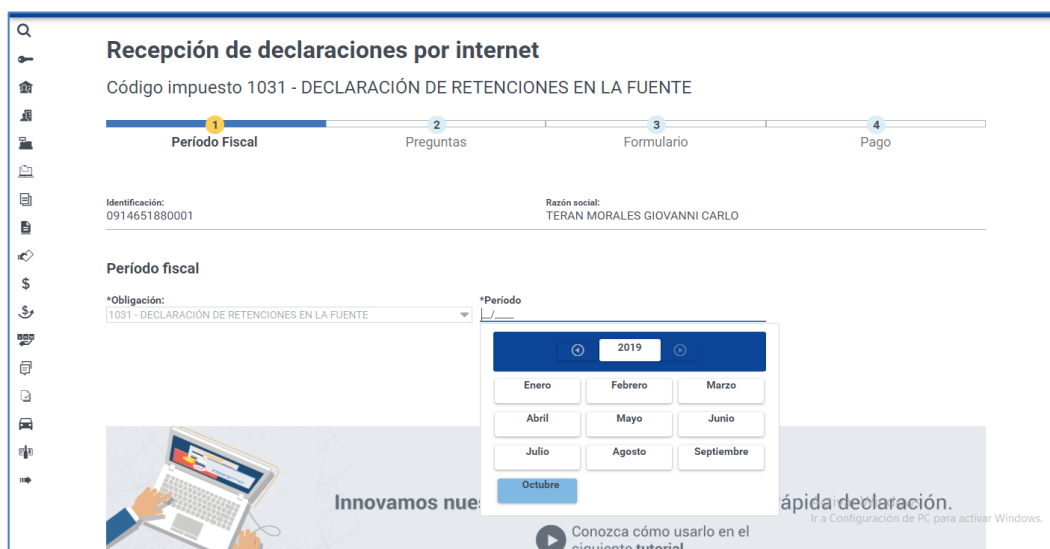 Recepción de declaraciones por internet
Código impuesto 1031 - DECLARACIÓN DE RETENCIONES EN LA FUENTE
1 2 3 4
Período Fiscal Preguntas Formulario Pago
Identificación: Razón social:
0914651880001 TERAN MORALES GIOVANNI CARLO
Período fiscal
*Obligación: *Período
1031 - DECLARACIÓN DE RETENCIONES EN LA FUENTE __/____
2019
Enero Febrero Marzo
Abril Mayo Junio
Julio Agosto Septiembre
Octubre
Innovamos nues ápida declaración.
Ir a Configuración de PC para activar Windows.
Conozca cómo usarlo en el
siguiente tutorial